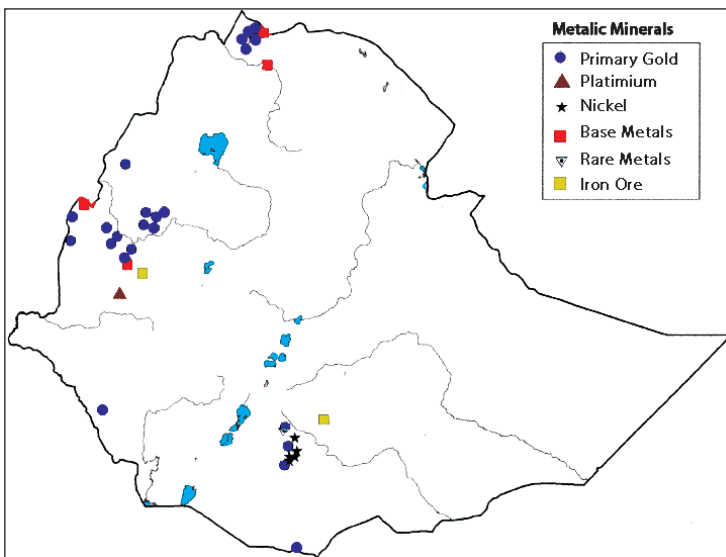 Metalic Minerals
Primary Gold
Platimium
Nickel
Base Metals
Rare Metals
Iron Ore